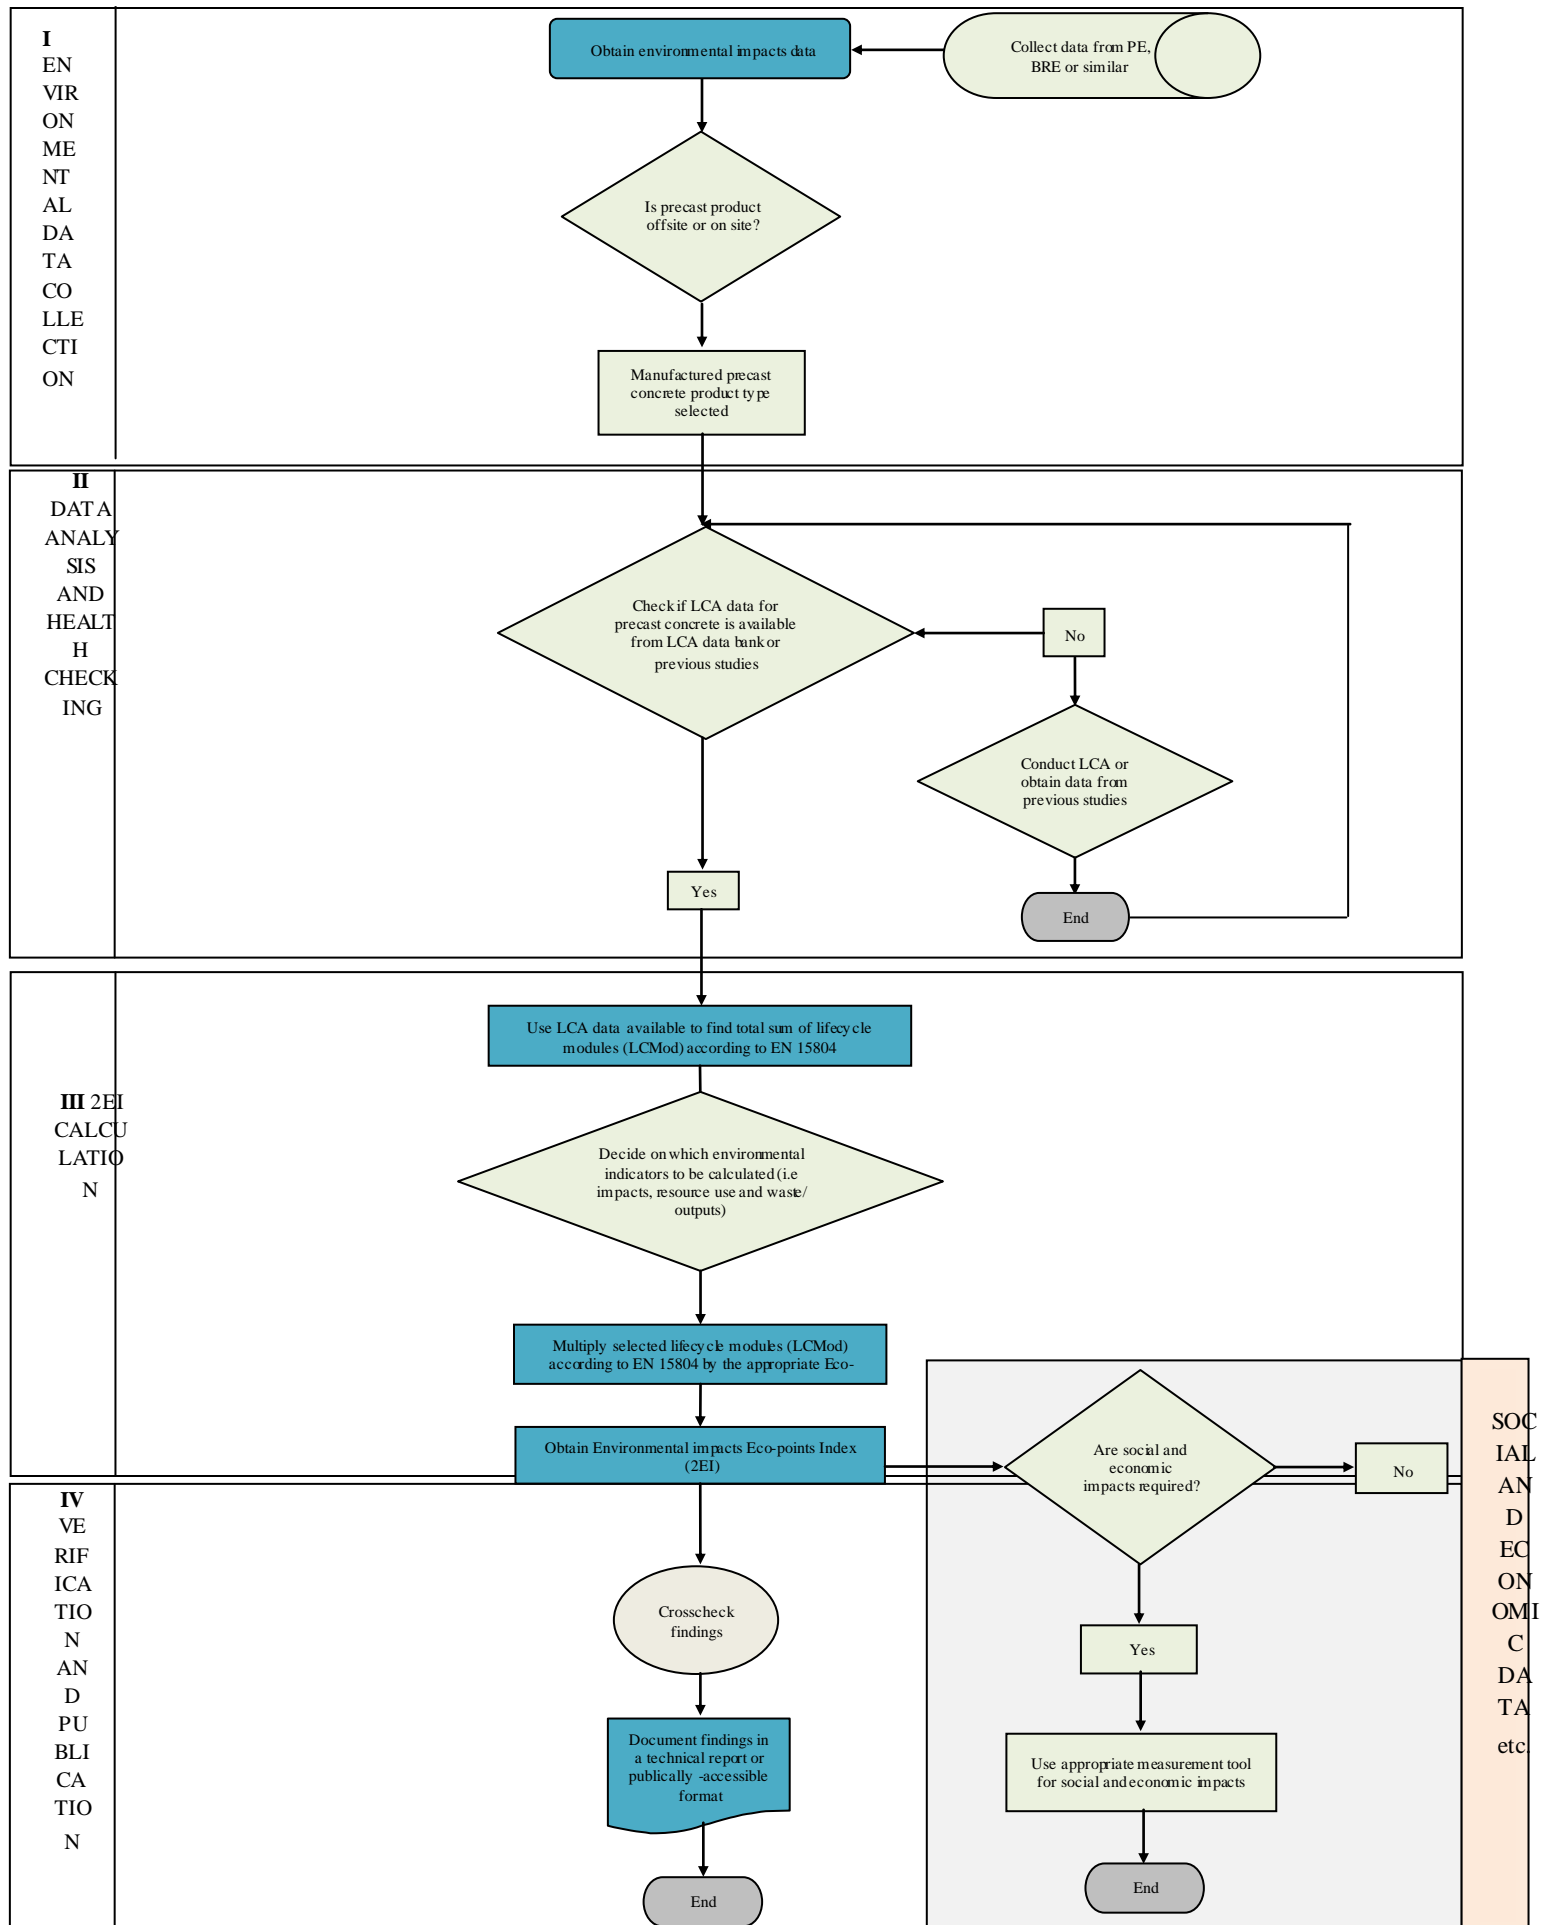 I
EN
VIR
ON
ME
NT
AL
DA
TA
CO
LLE
CTI
ON
Obtain environmental impacts data
Collect data from PE,
BRE or similar
Is precast product
offsite or on site?
Manufactured precast
concrete product type
selected
II
DATA
ANALY
SIS
AND
HEALT
H
CHECK
ING
Check if LCA data for
precast concrete is available
from LCA data bank or
previous studies
No
Conduct LCA or
obtain data from
previous studies
Yes
End
III 2EI
CALCU
LATIO
N
Use LCA data available to find total sum of lifecycle
modules (LCMod) according to EN 15804
Decide on which environmental
indicators to be calculated (i.e
impacts, resource use and waste/
outputs)
Multiply selected lifecycle modules (LCMod)
according to EN 15804 by the appropriate Eco-
Obtain Environmental impacts Eco-points Index
(2EI)
Are social and
economic
impacts required?
No
SOC
IAL
AN
D
EC
ON
OMI
C
DA
TA
etc.
IV
VE
RIF
ICA
TIO
N
AN
D
PU
BLI
CA
TIO
N
Crosscheck
findings
Yes
Document findings in
a technical report or
publically -accessible
format
Use appropriate measurement tool
for social and economic impacts
End
End